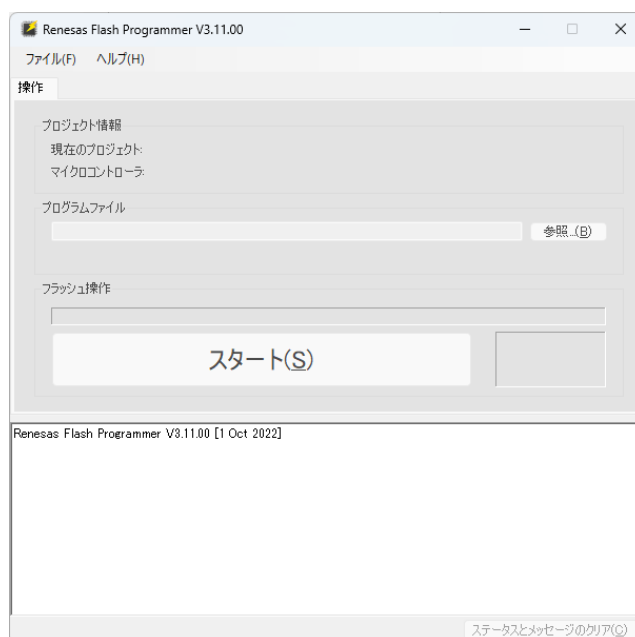 Renesas Flash Programmer V3.11.00
ファイル(F) ヘルプ(H)
操作
プロジェクト情報
現在のプロジェクト:
マイクロコントローラ:
プログラムファイル
参照...(B)
フラッシュ操作
スタート(S)
Renesas Flash Programmer V3.11.00 [1 Oct 2022]
ステータスとメッセージのクリア(C)